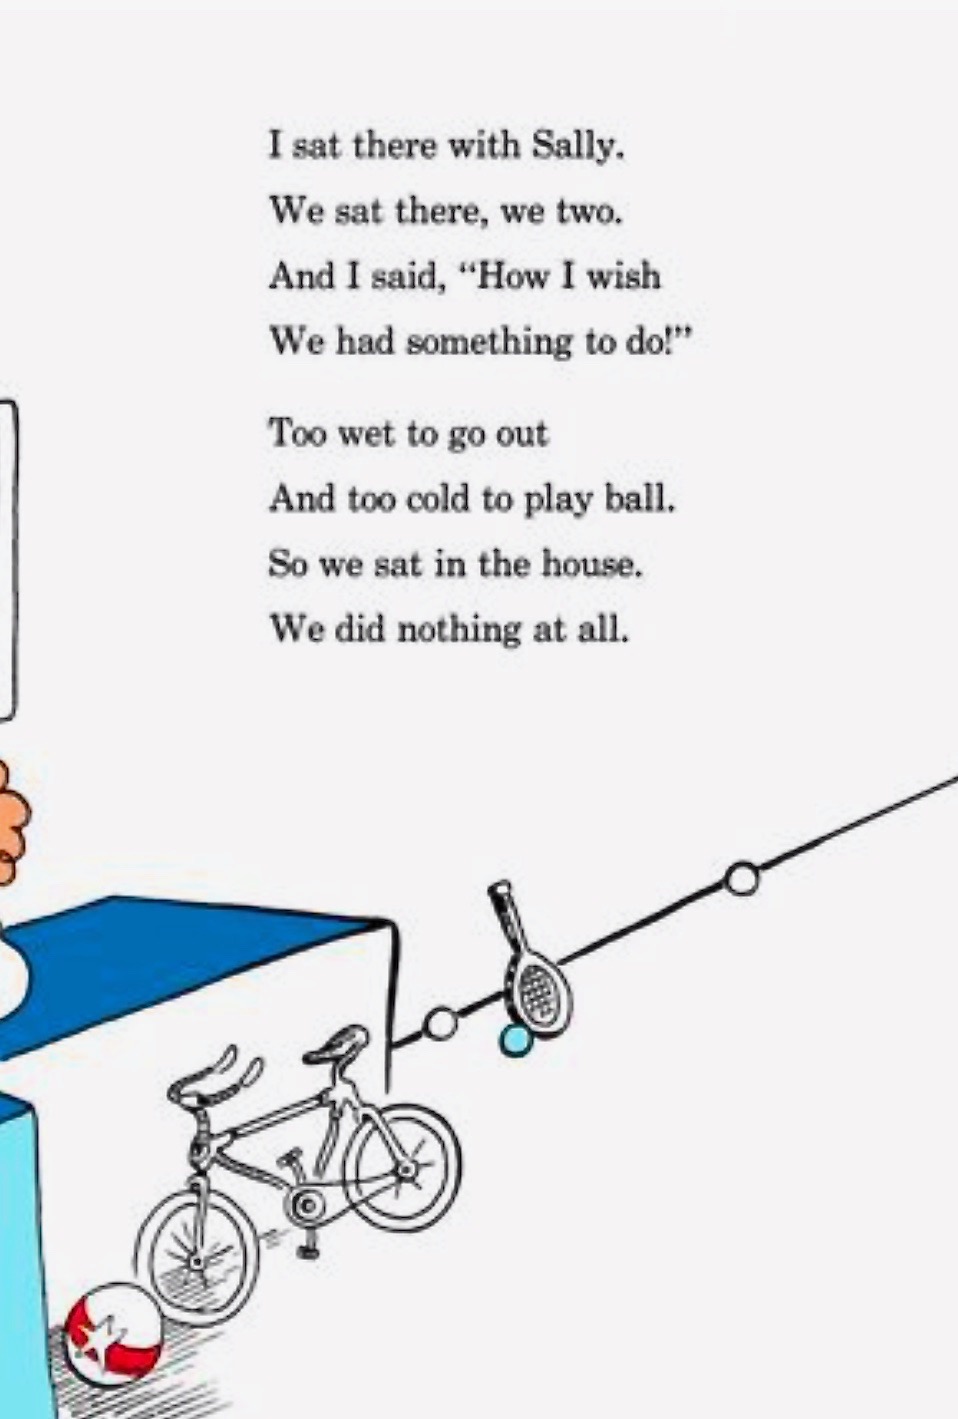 I sat there with Sally.
We sat there, we two.
And I said, “How I wish
We had something to do!”
Too wet to go out
And too cold to play ball.
So we sat in the house.
We did nothing at all.